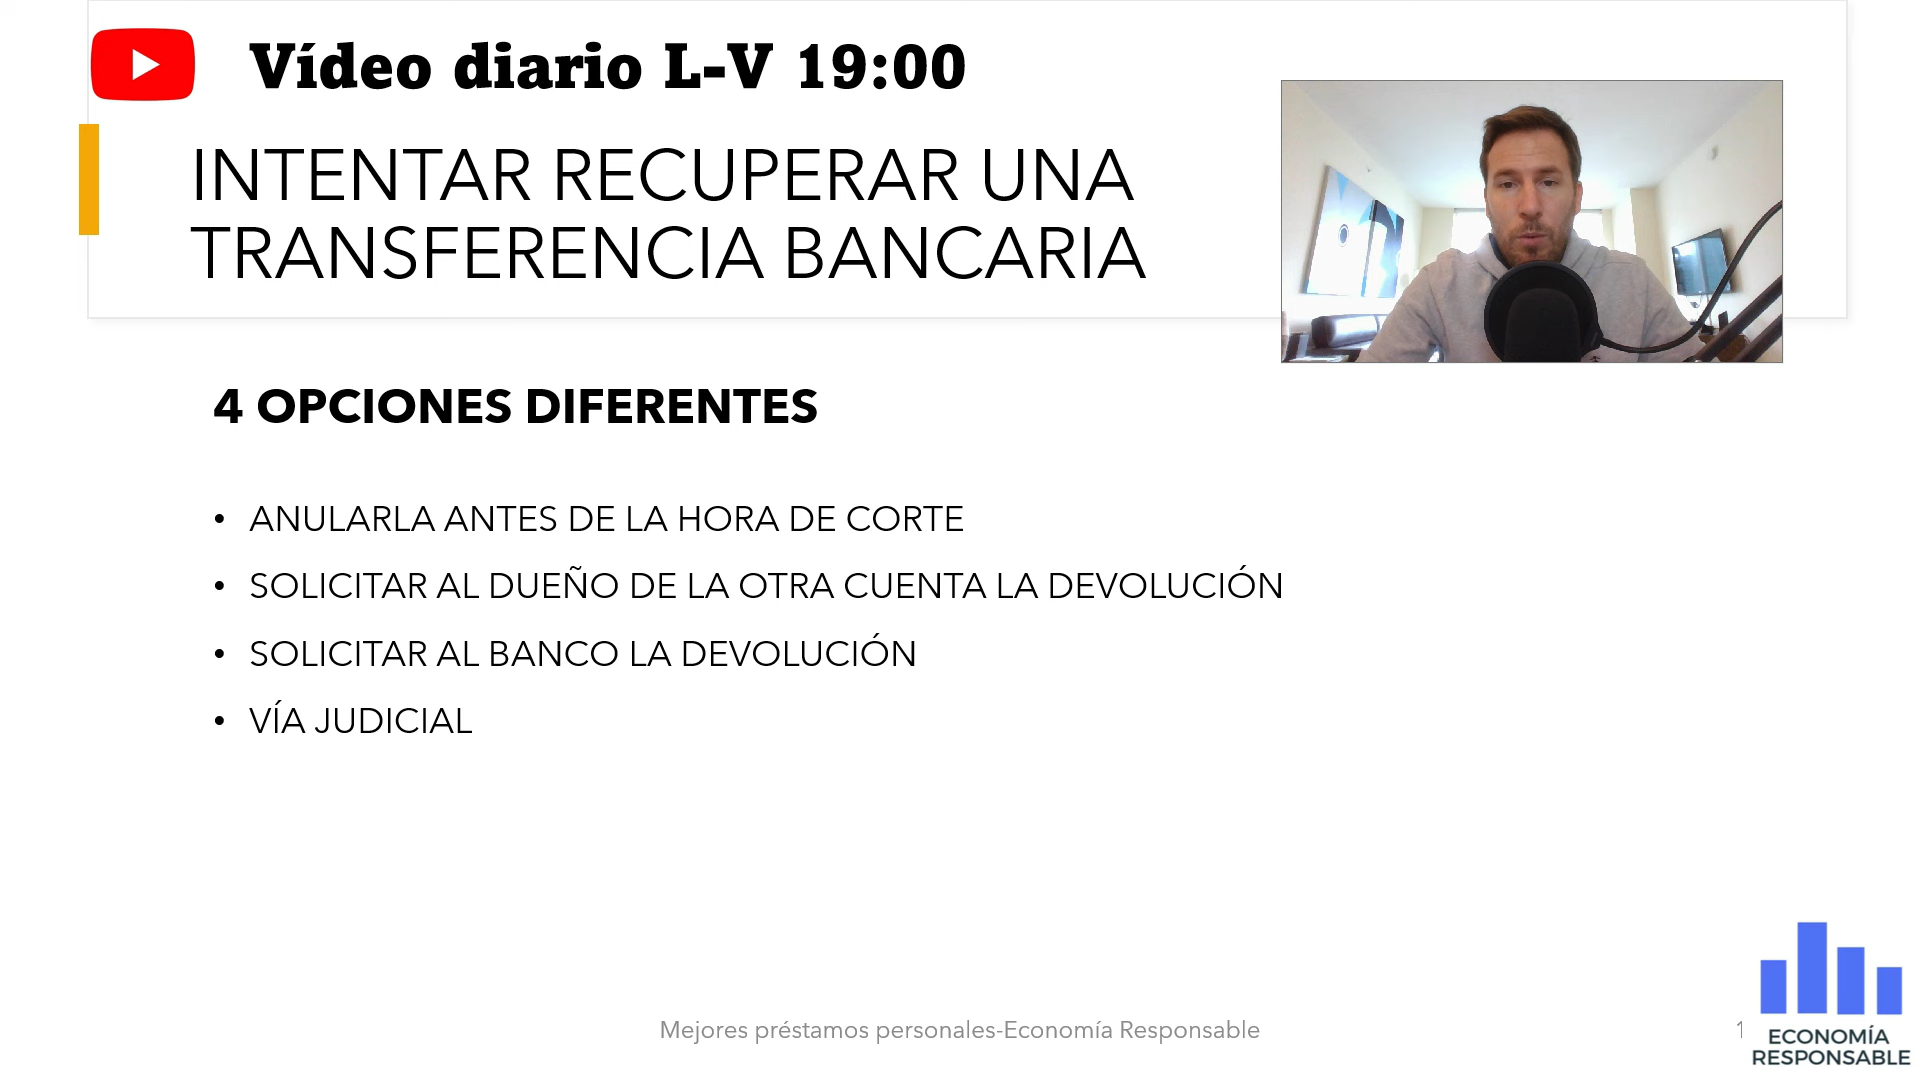 Vídeo diario L-V 19:00
INTENTAR RECUPERAR UNA
TRANSFERENCIA BANCARIA
4 OPCIONES DIFERENTES
• ANULARLA ANTES DE LA HORA DE CORTE
• SOLICITAR AL DUEÑO DE LA OTRA CUENTA LA DEVOLUCIÓN
• SOLICITAR AL BANCO LA DEVOLUCIÓN
• VÍA JUDICIAL
Mejores préstamos personales-Economía Responsable
1
ECONOMÍA
RESPONSABLE